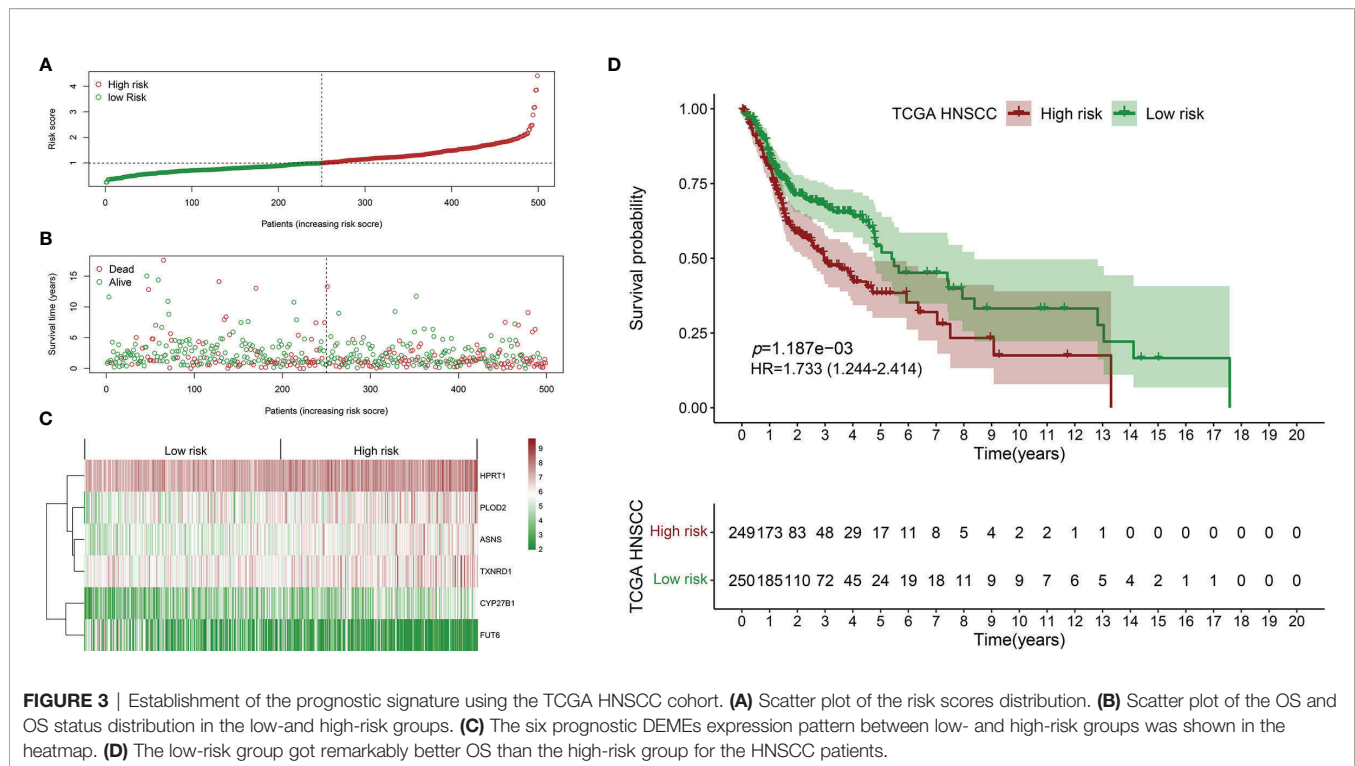 A
High risk
low Risk
Risk score
4
3
2
1
0 100 200 300 400 500
Patients (increasing risk socre)
B
Dead
Alive
Survival time (years)
15
10
5
0
0 100 200 300 400 500
Patients (increasing risk socre)
C
Low risk High risk
HPRT1
PLOD2
ASNS
TXNRD1
CYP27B1
FUT6
9
8
7
6
5
4
3
2
D
TCGA HNSCC High risk Low risk
Survival probability
1.00
0.75
0.50
0.25
0.00
p=1.187e−03
HR=1.733 (1.244-2.414)
0 1 2 3 4 5 6 7 8 9 10 11 12 13 14 15 16 17 18 19 20
Time(years)
TCGA HNSCC
High risk 249 173 83 48 29 17 11 8 5 4 2 2 1 1 0 0 0 0 0 0 0
Low risk 250 185 110 72 45 24 19 18 11 9 9 7 6 5 4 2 1 1 0 0 0
0 1 2 3 4 5 6 7 8 9 10 11 12 13 14 15 16 17 18 19 20
Time(years)
FIGURE 3 | Establishment of the prognostic signature using the TCGA HNSCC cohort. (A) Scatter plot of the risk scores distribution. (B) Scatter plot of the OS and
OS status distribution in the low-and high-risk groups. (C) The six prognostic DEMEs expression pattern between low- and high-risk groups was shown in the
heatmap. (D) The low-risk group got remarkably better OS than the high-risk group for the HNSCC patients.